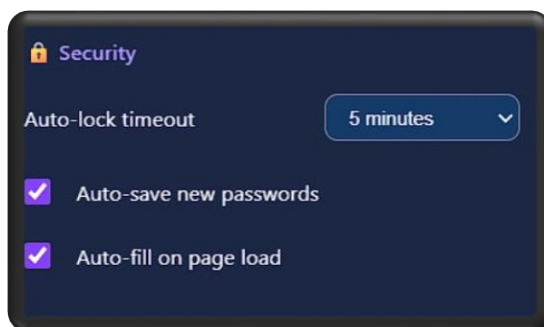 Security
Auto-lock timeout
5 minutes
Auto-save new passwords
Auto-fill on page load